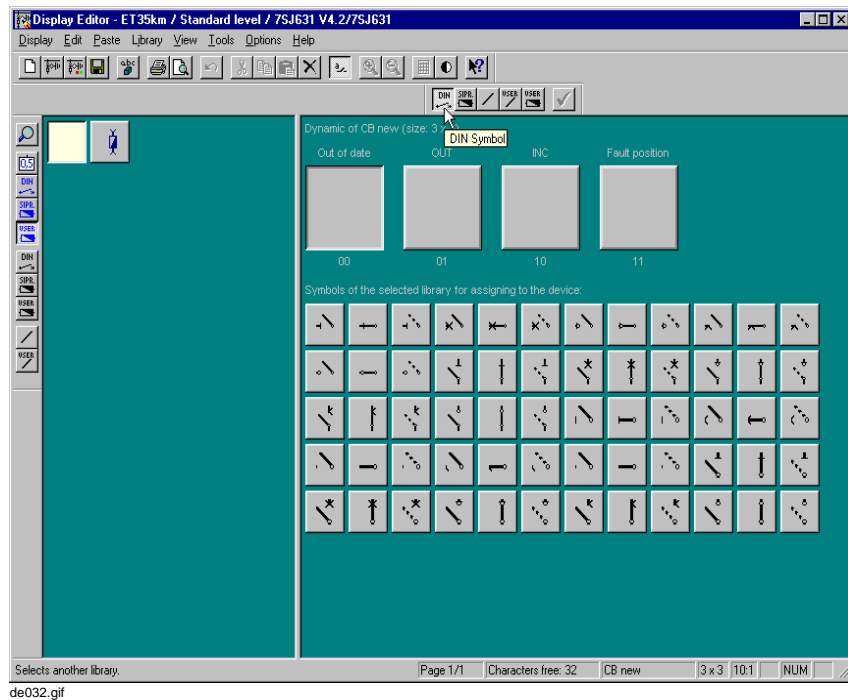 Display Editor - ET35km / Standard level / 7SJ631 V4.2/7SJ631
Display Edit Paste Library View Tools Options Help
abc
DIN SIPR. USER USER
DIN Symbol
0.5
DIN
SIPR.
USER
DIN
SIPR.
USER
USER
Dynamic of CB new (size: 3 x
Out of date OUT INC Fault position
00 01 10 11
Symbols of the selected library for assigning to the device:
Selects another library. Page 1/1 Characters free: 32 CB new 3 x 3 10:1 NUM
de032.gif